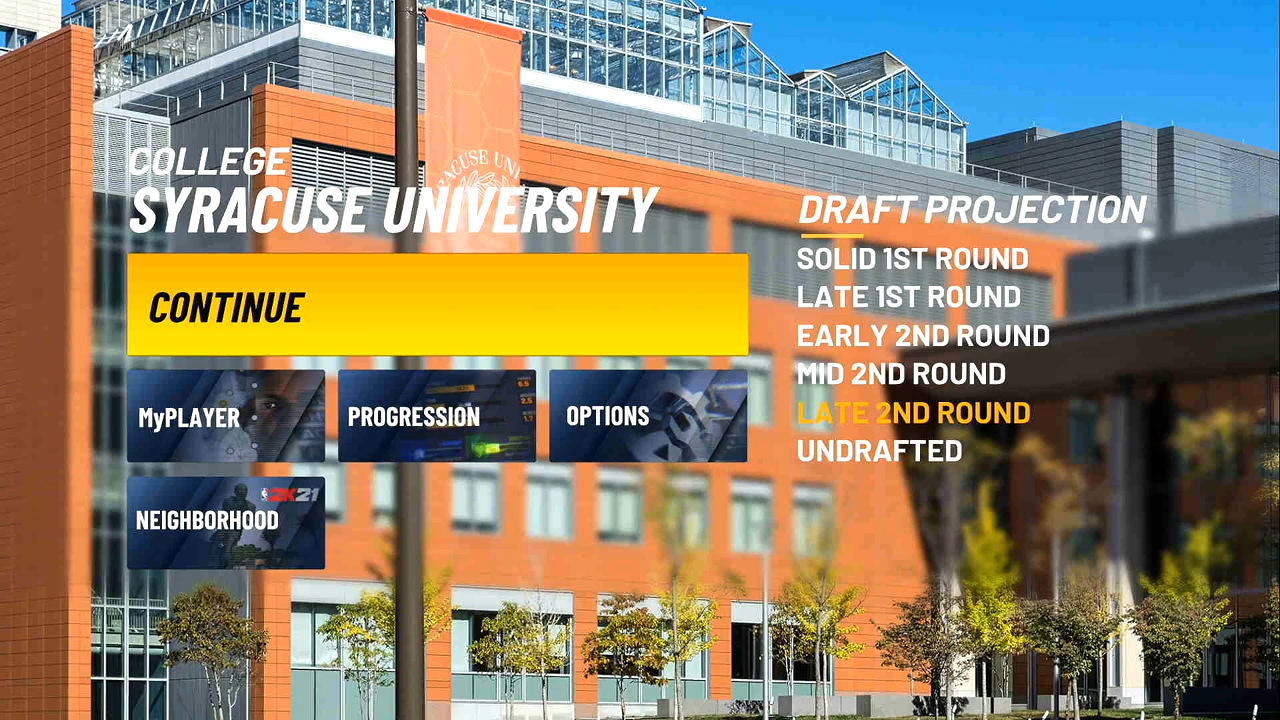 COLLEGE
SYRACUSE UNIVERSITY
CONTINUE
MyPLAYER
PROGRESSION
OPTIONS
2K21
NEIGHBORHOOD
DRAFT PROJECTION
SOLID 1ST ROUND
LATE 1ST ROUND
EARLY 2ND ROUND
MID 2ND ROUND
LATE 2ND ROUND
UNDRAFTED